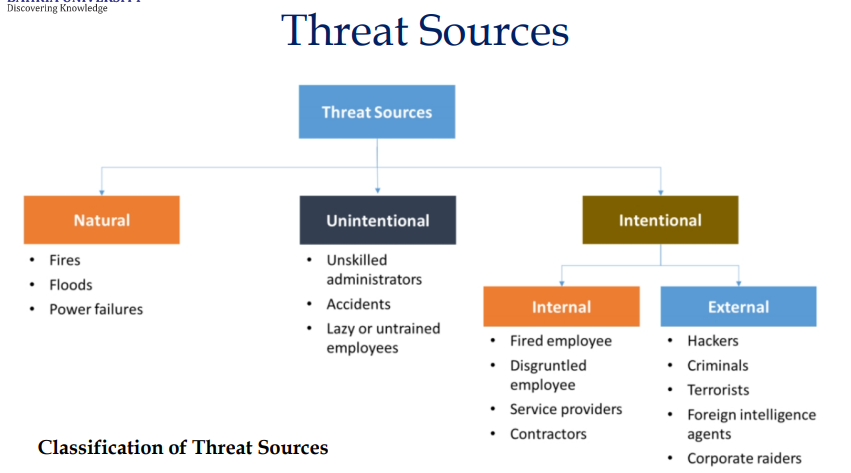 BAHRIA UNIVERSITY
Discovering Knowledge
Threat Sources
Threat Sources
Natural
• Fires
• Floods
• Power failures
Unintentional
• Unskilled
administrators
• Accidents
• Lazy or untrained
employees
Intentional
Internal
• Fired employee
• Disgruntled
employee
• Service providers
• Contractors
External
• Hackers
• Criminals
• Terrorists
• Foreign intelligence
agents
• Corporate raiders
Classification of Threat Sources